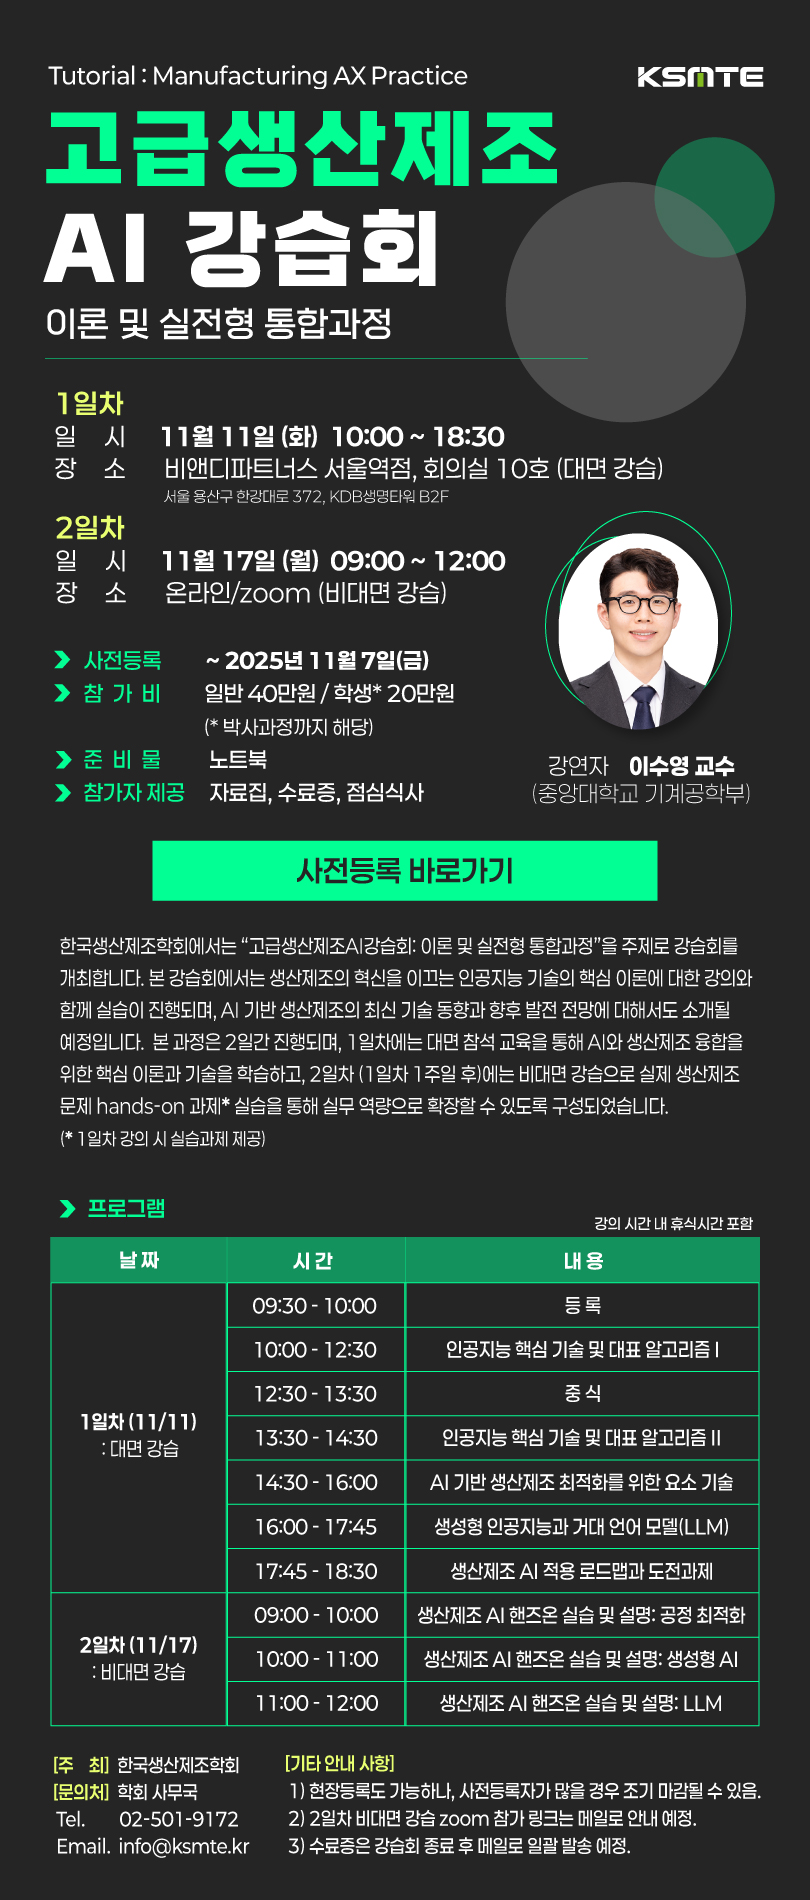 Tutorial : Manufacturing AX Practice
KSMTE
고급생산제조
AI 강습회
이론 및 실전형 통합과정
1일차
일 시 11월 11일 (화) 10:00 ~ 18:30
장 소 비앤디파트너스 서울역점, 회의실 10호 (대면 강습)
서울 용산구 한강대로 372, KDB생명타워 B2F
2일차
일 시 11월 17일 (월) 09:00 ~ 12:00
장 소 온라인/zoom (비대면 강습)
사전등록 ~ 2025년 11월 7일(금)
참 가 비 일반 40만원 / 학생* 20만원
(* 박사과정까지 해당)
준 비 물 노트북
참가자 제공 자료집, 수료증, 점심식사
강연자 이수영 교수
(중앙대학교 기계공학부)
사전등록 바로가기
한국생산제조학회에서는 “고급생산제조AI강습회: 이론 및 실전형 통합과정”을 주제로 강습회를
개최합니다. 본 강습회에서는 생산제조의 혁신을 이끄는 인공지능 기술의 핵심 이론에 대한 강의와
함께 실습이 진행되며, AI 기반 생산제조의 최신 기술 동향과 향후 발전 전망에 대해서도 소개될
예정입니다. 본 과정은 2일간 진행되며, 1일차에는 대면 참석 교육을 통해 AI와 생산제조 융합을
위한 핵심 이론과 기술을 학습하고, 2일차 (1일차 1주일 후)에는 비대면 강습으로 실제 생산제조
문제 hands-on 과제* 실습을 통해 실무 역량으로 확장할 수 있도록 구성되었습니다.
(* 1일차 강의 시 실습과제 제공)
프로그램
강의 시간 내 휴식시간 포함
날 짜 시 간 내 용
1일차 (11/11)
: 대면 강습
09:30 - 10:00 등 록
10:00 - 12:30 인공지능 핵심 기술 및 대표 알고리즘 I
12:30 - 13:30 중 식
13:30 - 14:30 인공지능 핵심 기술 및 대표 알고리즘 II
14:30 - 16:00 AI 기반 생산제조 최적화를 위한 요소 기술
16:00 - 17:45 생성형 인공지능과 거대 언어 모델(LLM)
17:45 - 18:30 생산제조 AI 적용 로드맵과 도전과제
2일차 (11/17)
: 비대면 강습
09:00 - 10:00 생산제조 AI 핸즈온 실습 및 설명: 공정 최적화
10:00 - 11:00 생산제조 AI 핸즈온 실습 및 설명: 생성형 AI
11:00 - 12:00 생산제조 AI 핸즈온 실습 및 설명: LLM
[주 최] 한국생산제조학회
[문의처] 학회 사무국
Tel. 02-501-9172
Email. info@ksmte.kr
[기타 안내 사항]
1) 현장등록도 가능하나, 사전등록자가 많을 경우 조기 마감될 수 있음.
2) 2일차 비대면 강습 zoom 참가 링크는 메일로 안내 예정.
3) 수료증은 강습회 종료 후 메일로 일괄 발송 예정.